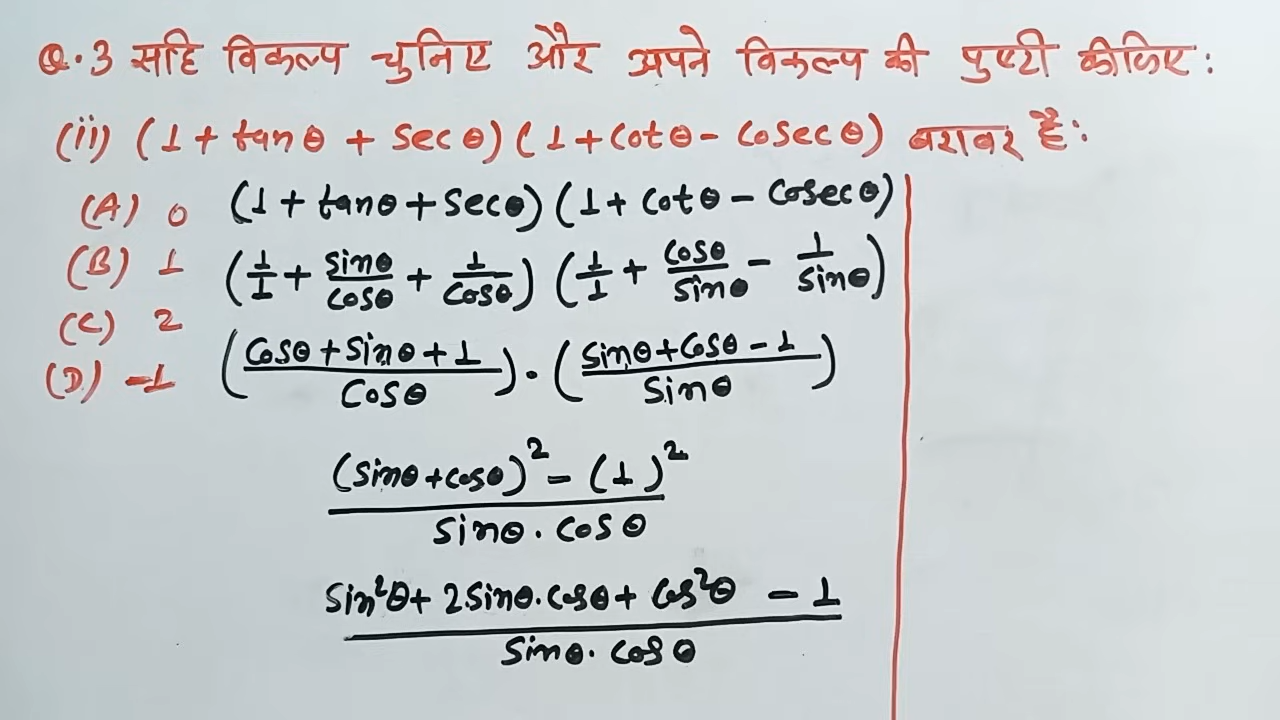 Q.3 सहि विकल्प चुनिए और अपने विकल्प की पुष्टी कीजिए:
(ii) (1 + tanθ + secθ)(1 + cotθ - cosecθ) बराबर है:
(A) 0 (1 + tanθ + secθ)(1 + cotθ - cosecθ)
(B) 1 (1/1 + sinθ/cosθ + 1/cosθ)(1/1 + cosθ/sinθ - 1/sinθ)
(C) 2
(D) -1 ((cosθ + sinθ + 1)/cosθ)·((sinθ + cosθ - 1)/sinθ)
((sinθ + cosθ)² - (1)²)/(sinθ·cosθ)
(sin²θ + 2sinθ·cosθ + cos²θ - 1)/(sinθ·cosθ)